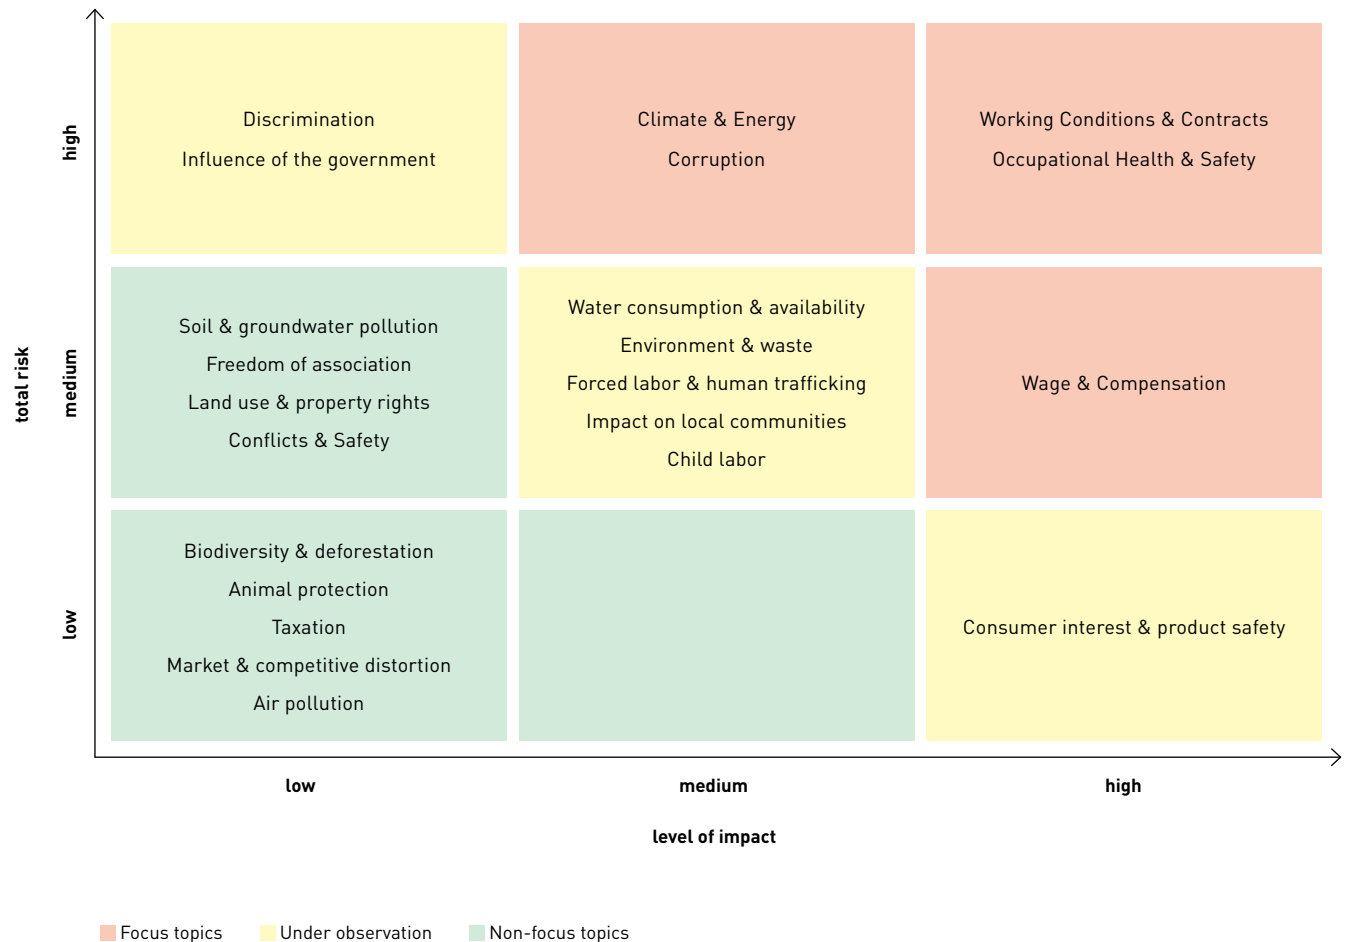 high
Discrimination
Influence of the government
Climate & Energy
Corruption
Working Conditions & Contracts
Occupational Health & Safety
total risk
medium
Soil & groundwater pollution
Freedom of association
Land use & property rights
Conflicts & Safety
Water consumption & availability
Environment & waste
Forced labor & human trafficking
Impact on local communities
Child labor
Wage & Compensation
low
Biodiversity & deforestation
Animal protection
Taxation
Market & competitive distortion
Air pollution
Consumer interest & product safety
low
medium
high
level of impact
Focus topics
Under observation
Non-focus topics